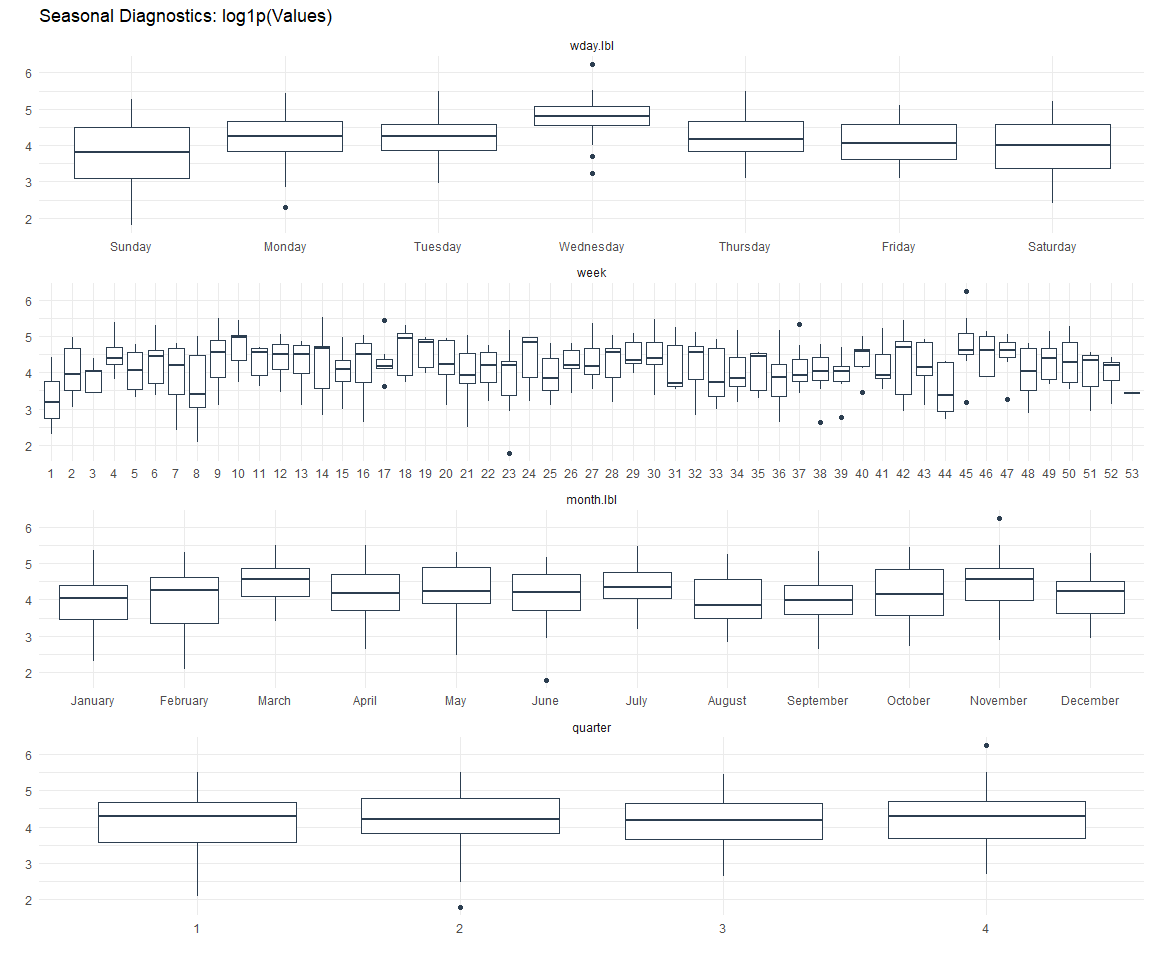 Seasonal Diagnostics: log1p(Values)
wday.lbl
6
5
4
3
2
Sunday Monday Tuesday Wednesday Thursday Friday Saturday
week
6
5
4
3
2
1 2 3 4 5 6 7 8 9 10 11 12 13 14 15 16 17 18 19 20 21 22 23 24 25 26 27 28 29 30 31 32 33 34 35 36 37 38 39 40 41 42 43 44 45 46 47 48 49 50 51 52 53
month.lbl
6
5
4
3
2
January February March April May June July August September October November December
quarter
6
5
4
3
2
1 2 3 4